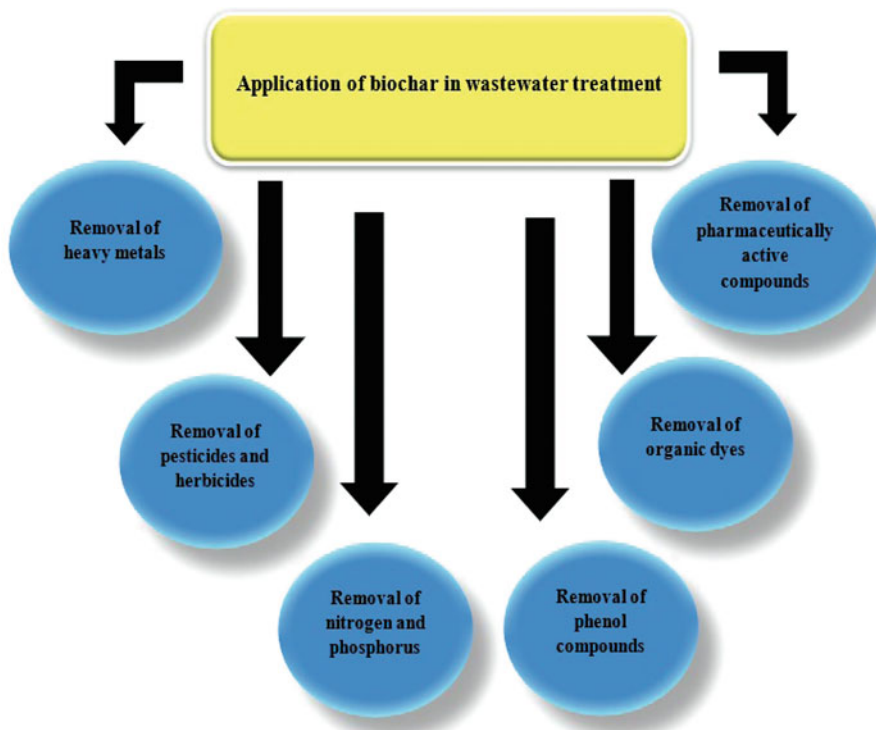 Application of biochar in wastewater treatment
Removal of
heavy metals
Removal of
pharmaceutically
active
compounds
Removal of
pesticides and
herbicides
Removal of
organic dyes
Removal of
nitrogen and
phosphorus
Removal of
phenol
compounds